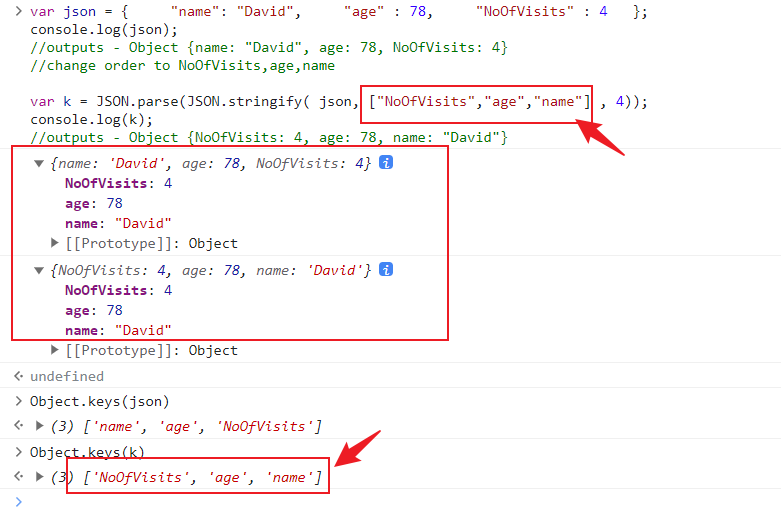 > var json = {     "name": "David",     "age" : 78,     "NoOfVisits" : 4   };
console.log(json);
//outputs - Object {name: "David", age: 78, NoOfVisits: 4}
//change order to NoOfVisits,age,name
var k = JSON.parse(JSON.stringify( json, ["NoOfVisits","age","name"] , 4));
console.log(k);
//outputs - Object {NoOfVisits: 4, age: 78, name: "David"}
▼ {name: 'David', age: 78, NoOfVisits: 4} i
NoOfVisits: 4
age: 78
name: "David"
▶ [[Prototype]]: Object
▼ {NoOfVisits: 4, age: 78, name: 'David'} i
NoOfVisits: 4
age: 78
name: "David"
▶ [[Prototype]]: Object
undefined
> Object.keys(json)
▶ (3) ['name', 'age', 'NoOfVisits']
> Object.keys(k)
▶ (3) ['NoOfVisits', 'age', 'name']
>